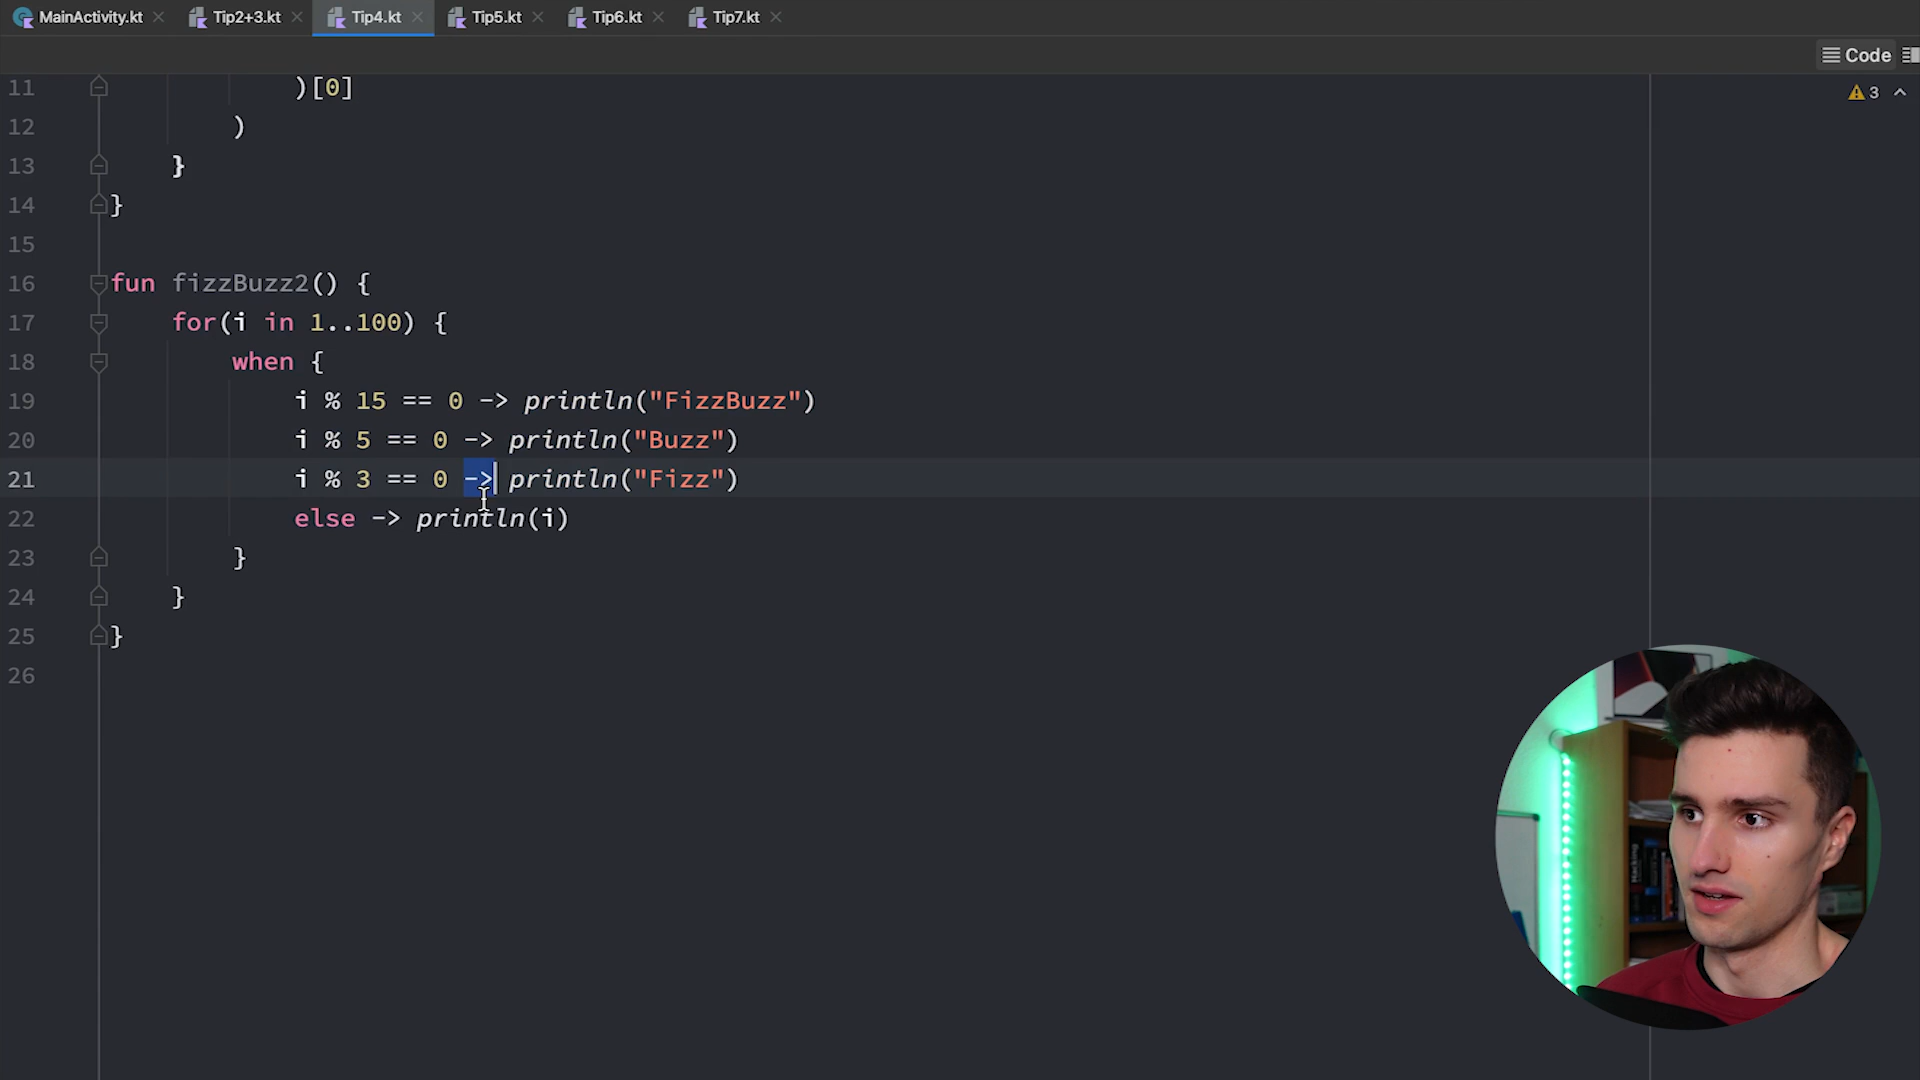 MainActivity.kt Tip2+3.kt Tip4.kt Tip5.kt Tip6.kt Tip7.kt
Code
3
11 )[0]
12 )
13 }
14 }
15
16 fun fizzBuzz2() {
17 for(i in 1..100) {
18 when {
19 i % 15 == 0 -> println("FizzBuzz")
20 i % 5 == 0 -> println("Buzz")
21 i % 3 == 0 -> println("Fizz")
22 else -> println(i)
23 }
24 }
25 }
26